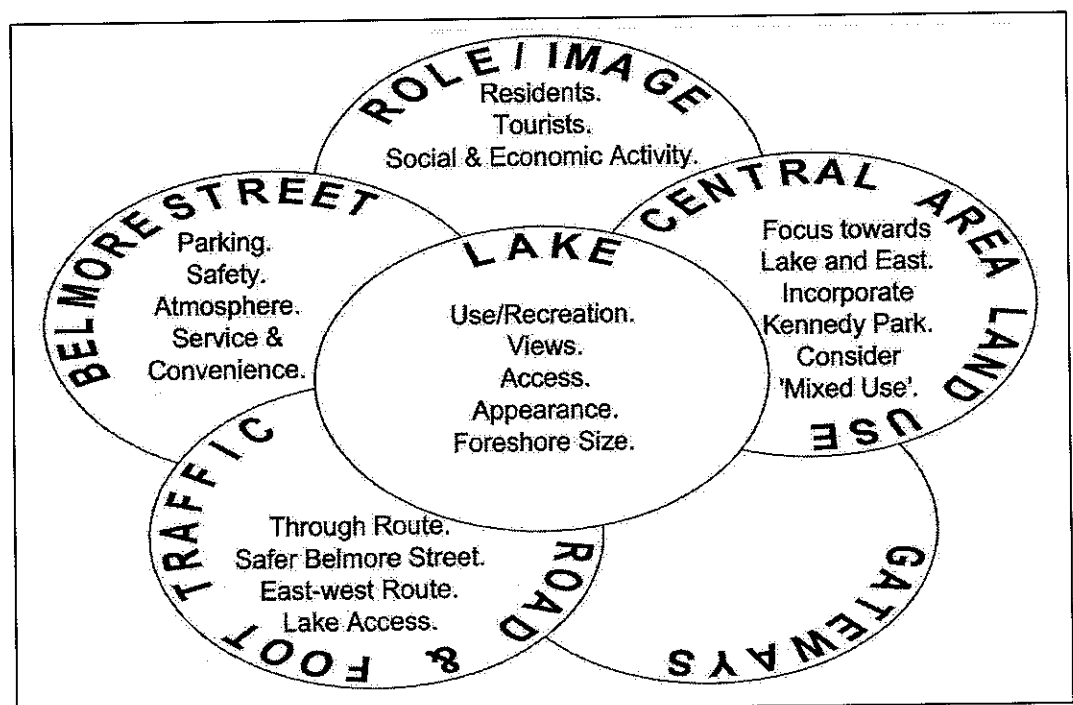 ROLE / IMAGE
Residents.
Tourists.
Social & Economic Activity.
BELMORE STREET
Parking.
Safety.
Atmosphere.
Service &
Convenience.
LAKE
Use/Recreation.
Views.
Access.
Appearance.
Foreshore Size.
CENTRAL AREA LAND USE
Focus towards
Lake and East.
Incorporate
Kennedy Park.
Consider
'Mixed Use'.
ROAD & FOOT TRAFFIC
Through Route.
Safer Belmore Street.
East-west Route.
Lake Access.
GATEWAYS